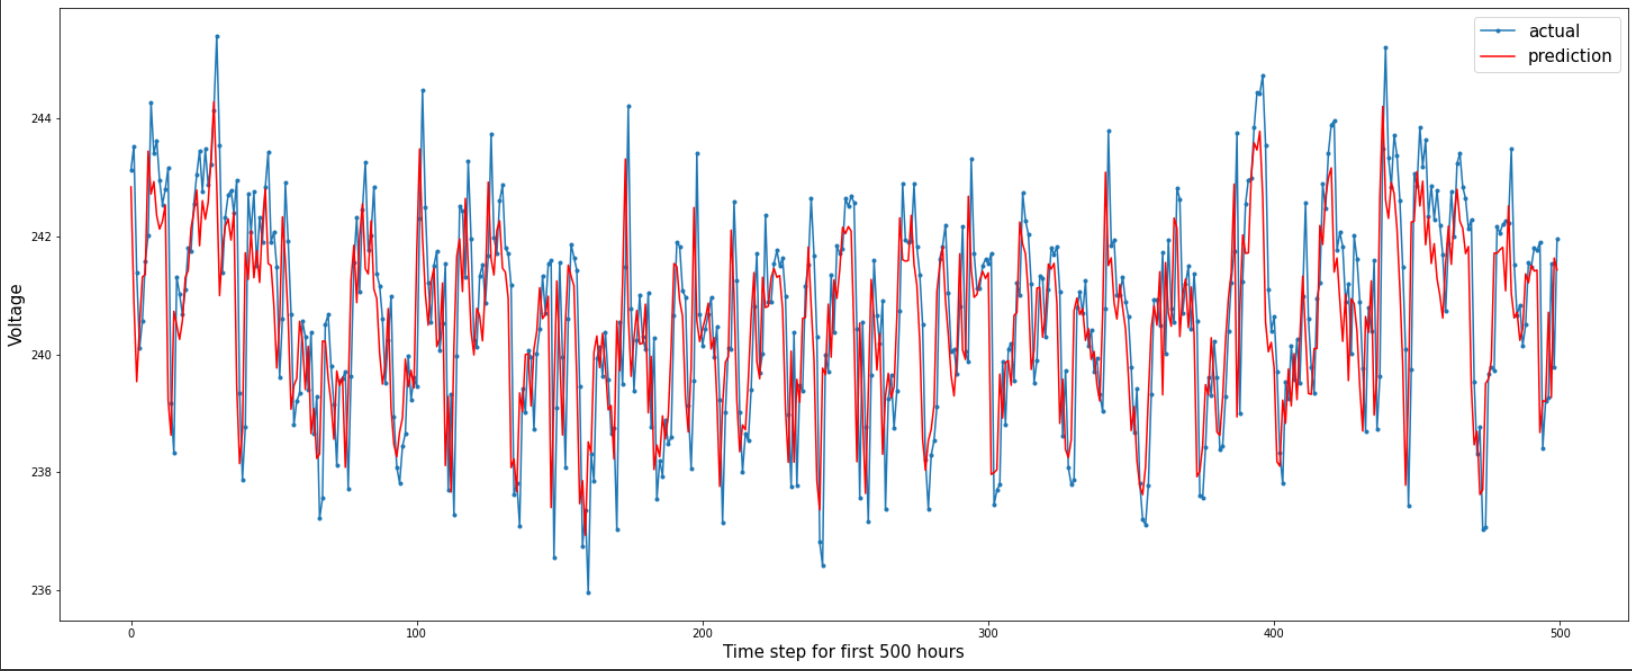 actual
prediction
244
242
240
238
236
Voltage
0 100 200 300 400 500
Time step for first 500 hours